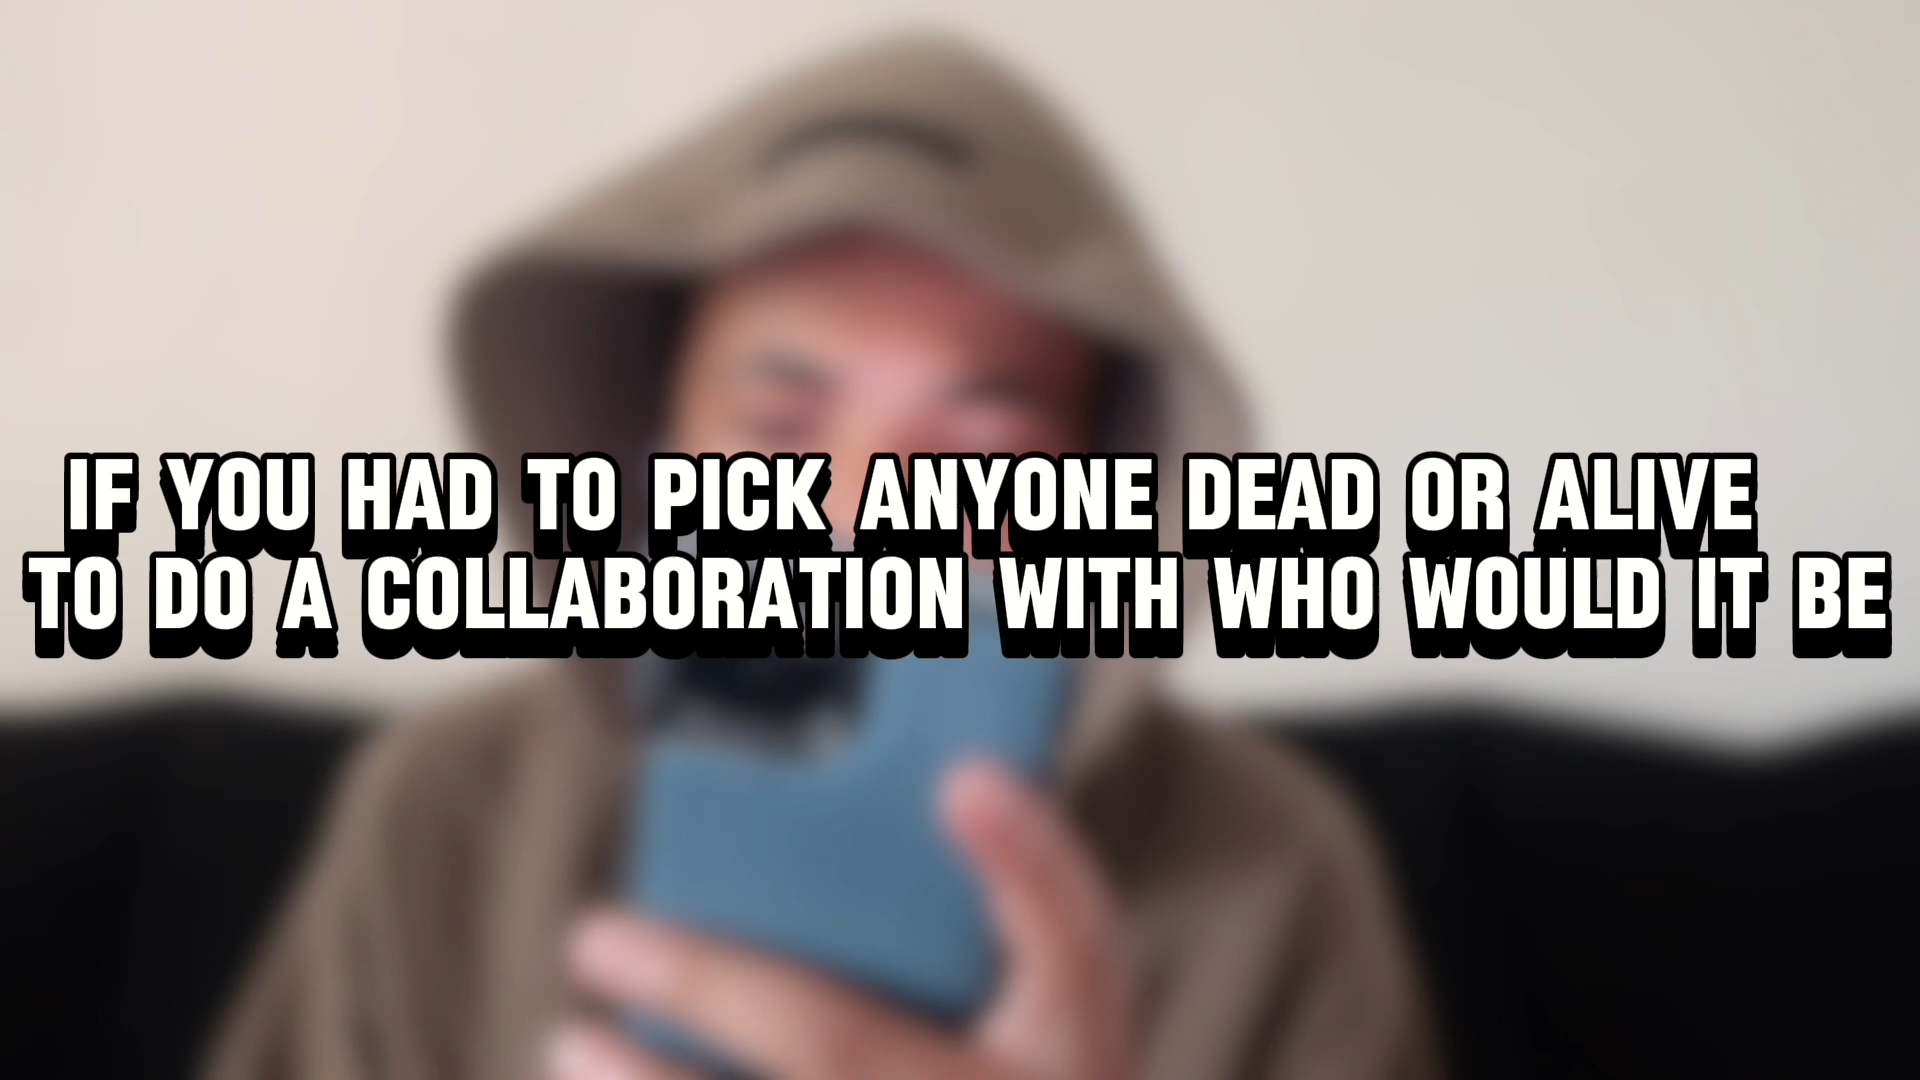 IF YOU HAD TO PICK ANYONE DEAD OR ALIVE
TO DO A COLLABORATION WITH WHO WOULD IT BE